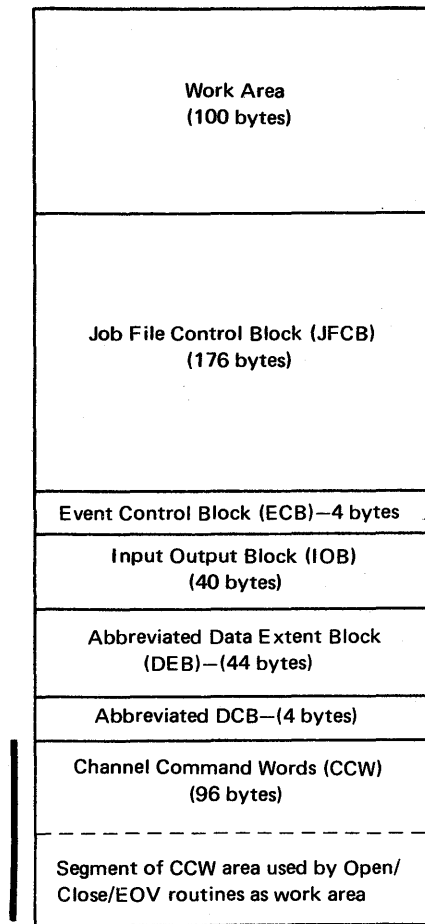 Work Area
(100 bytes)
Job File Control Block (JFCB)
(176 bytes)
Event Control Block (ECB)—4 bytes
Input Output Block (IOB)
(40 bytes)
Abbreviated Data Extent Block
(DEB)—(44 bytes)
Abbreviated DCB—(4 bytes)
Channel Command Words (CCW)
(96 bytes)
Segment of CCW area used by Open/
Close/EOV routines as work area